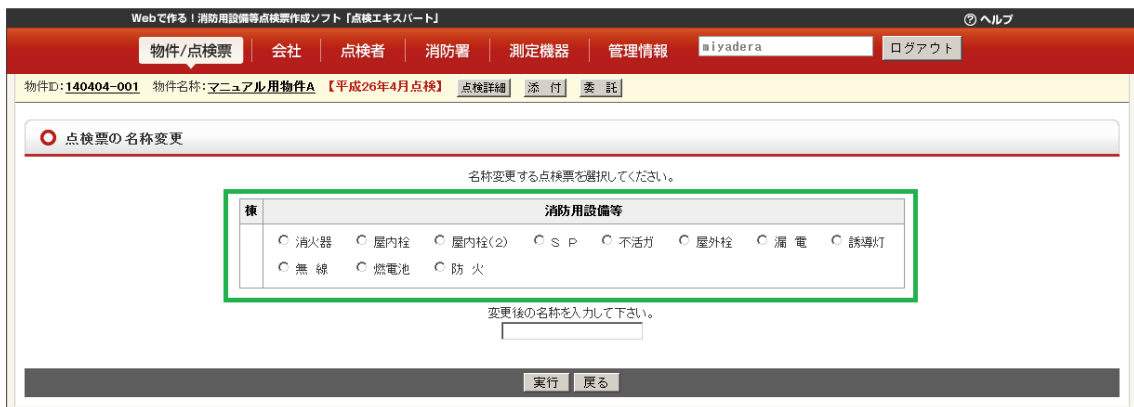 Webで作る！消防用設備等点検票作成ソフト「点検エキスパート」 ? ヘルプ
物件/点検票 会社 点検者 消防署 測定機器 管理情報 miyadera ログアウト
物件ID:140404-001 物件名称:マニュアル用物件A 【平成26年4月点検】 点検詳細 添 付 委 託
点検票の名称変更
名称変更する点検票を選択してください。
棟 消防用設備等
消火器 屋内栓 屋内栓(2) S P 不活ガ 屋外栓 漏 電 誘導灯
無 線 燃電池 防 火
変更後の名称を入力して下さい。
実行 戻る